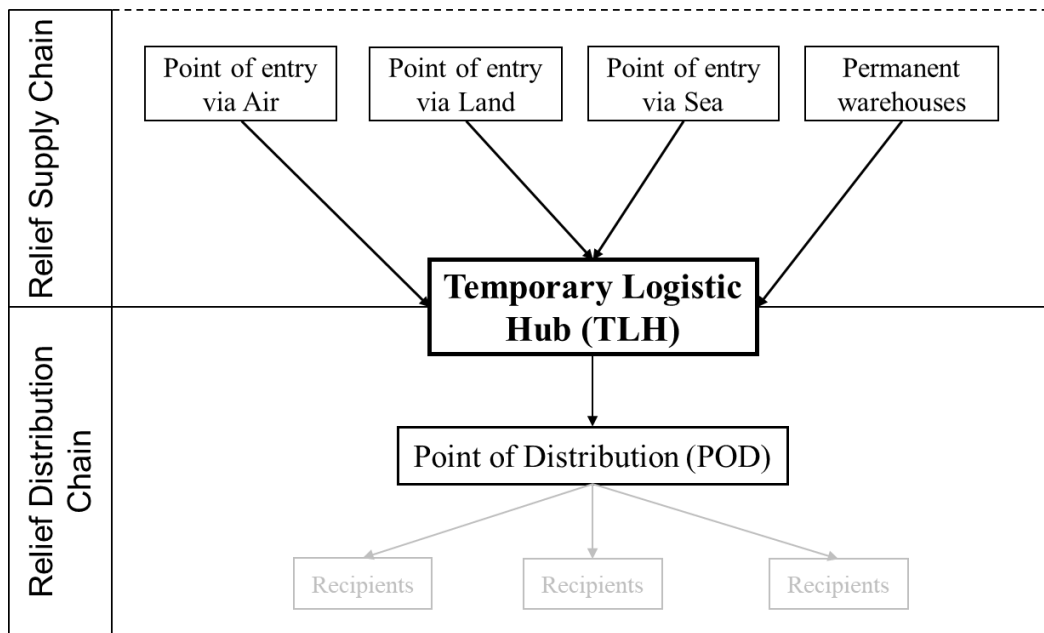 Relief Supply Chain
Point of entry
via Air
Point of entry
via Land
Point of entry
via Sea
Permanent
warehouses
Temporary Logistic
Hub (TLH)
Relief Distribution
Chain
Point of Distribution (POD)
Recipients
Recipients
Recipients